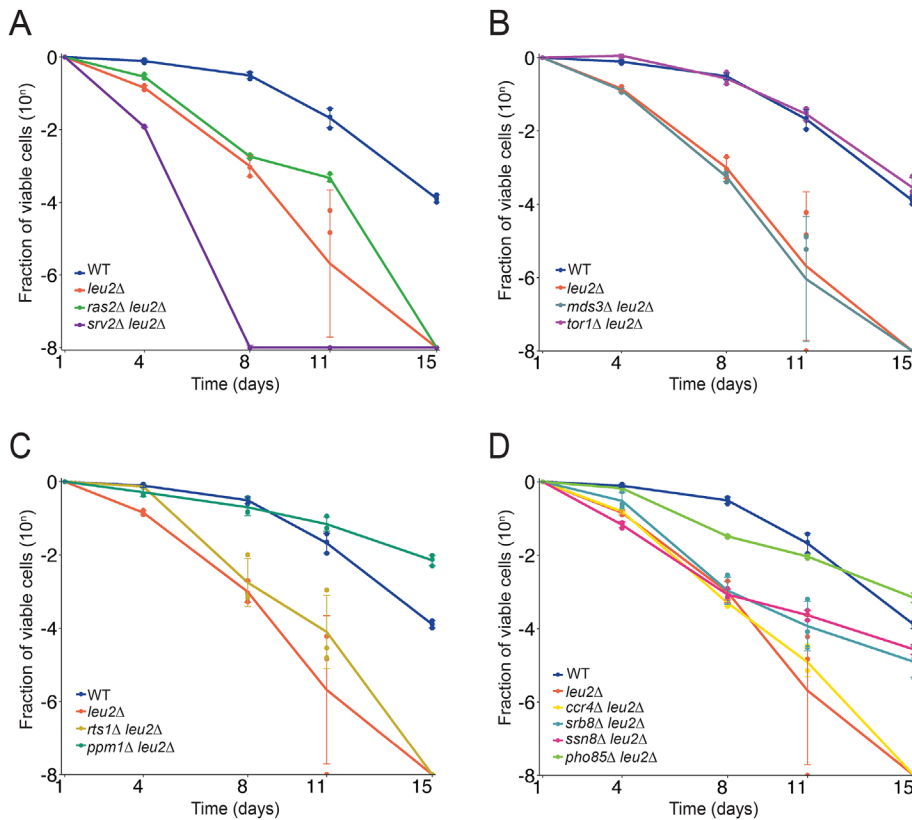 A
Fraction of viable cells (10ⁿ)
0
-2
-4
-6
-8
WT
leu2Δ
ras2Δ leu2Δ
srv2Δ leu2Δ
1
4
8
11
15
Time (days)
B
Fraction of viable cells (10ⁿ)
0
-2
-4
-6
-8
WT
leu2Δ
mds3Δ leu2Δ
tor1Δ leu2Δ
1
4
8
11
15
Time (days)
C
Fraction of viable cells (10ⁿ)
0
-2
-4
-6
-8
WT
leu2Δ
rts1Δ leu2Δ
ppm1Δ leu2Δ
1
4
8
11
15
Time (days)
D
Fraction of viable cells (10ⁿ)
0
-2
-4
-6
-8
WT
leu2Δ
ccr4Δ leu2Δ
srb8Δ leu2Δ
ssn8Δ leu2Δ
pho85Δ leu2Δ
1
4
8
11
15
Time (days)